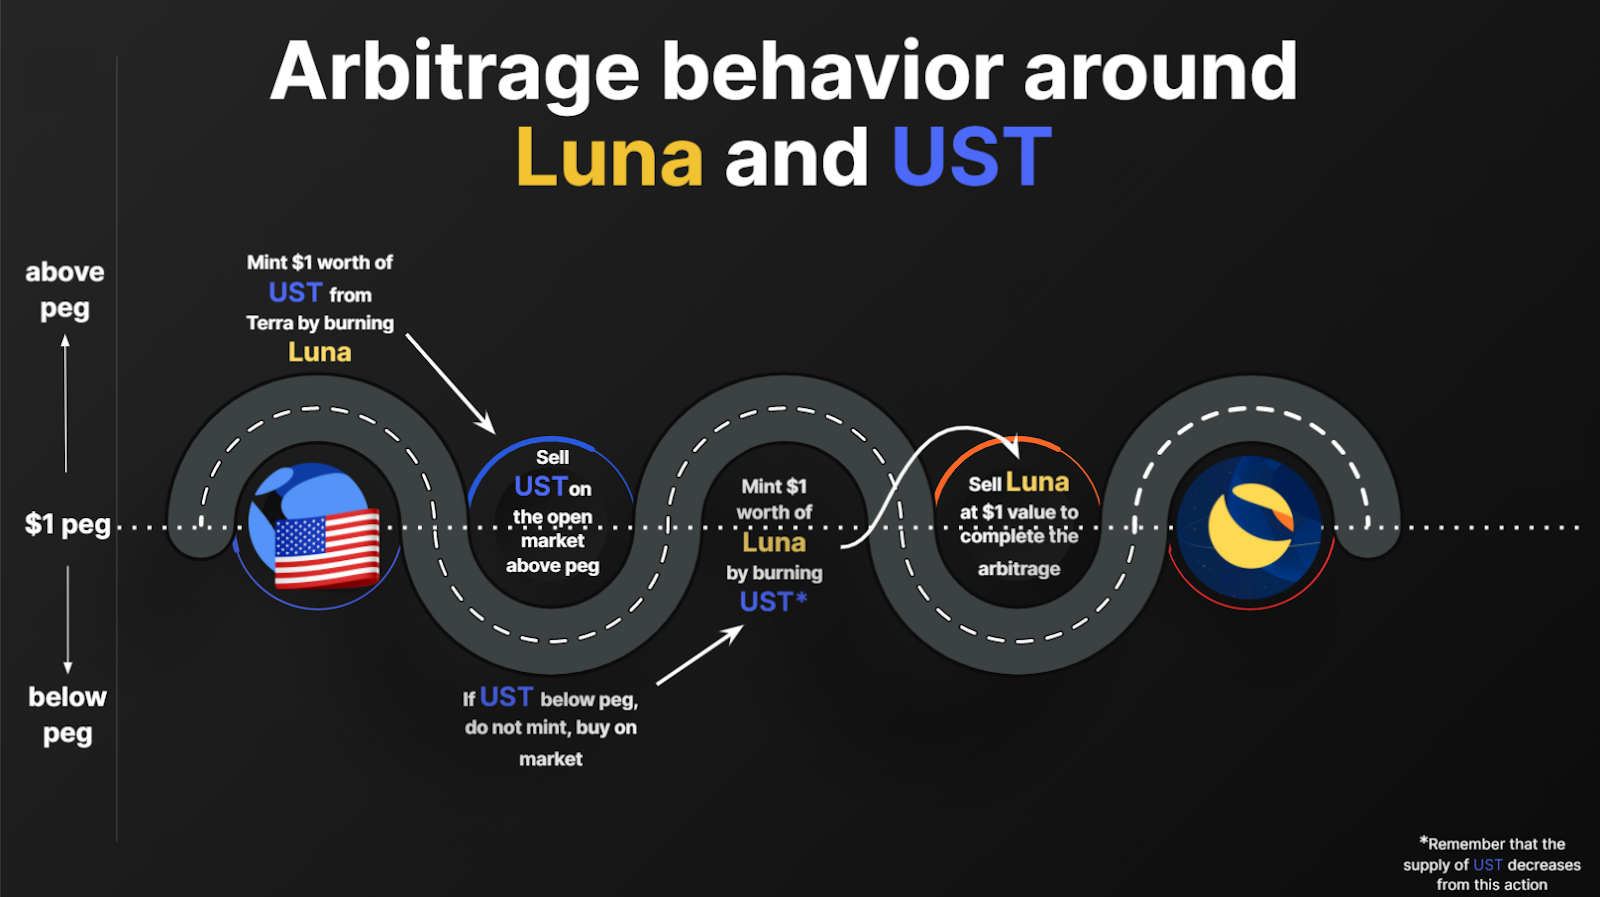 Arbitrage behavior around
Luna and UST
above
peg
$1 peg
below
peg
Mint $1 worth of
UST from
Terra by burning
Luna
Sell
UST on
the open
market
above peg
If UST below peg,
do not mint, buy on
market
Mint $1
worth of
Luna
by burning
UST*
Sell Luna
at $1 value to
complete the
arbitrage
*Remember that the
supply of UST decreases
from this action